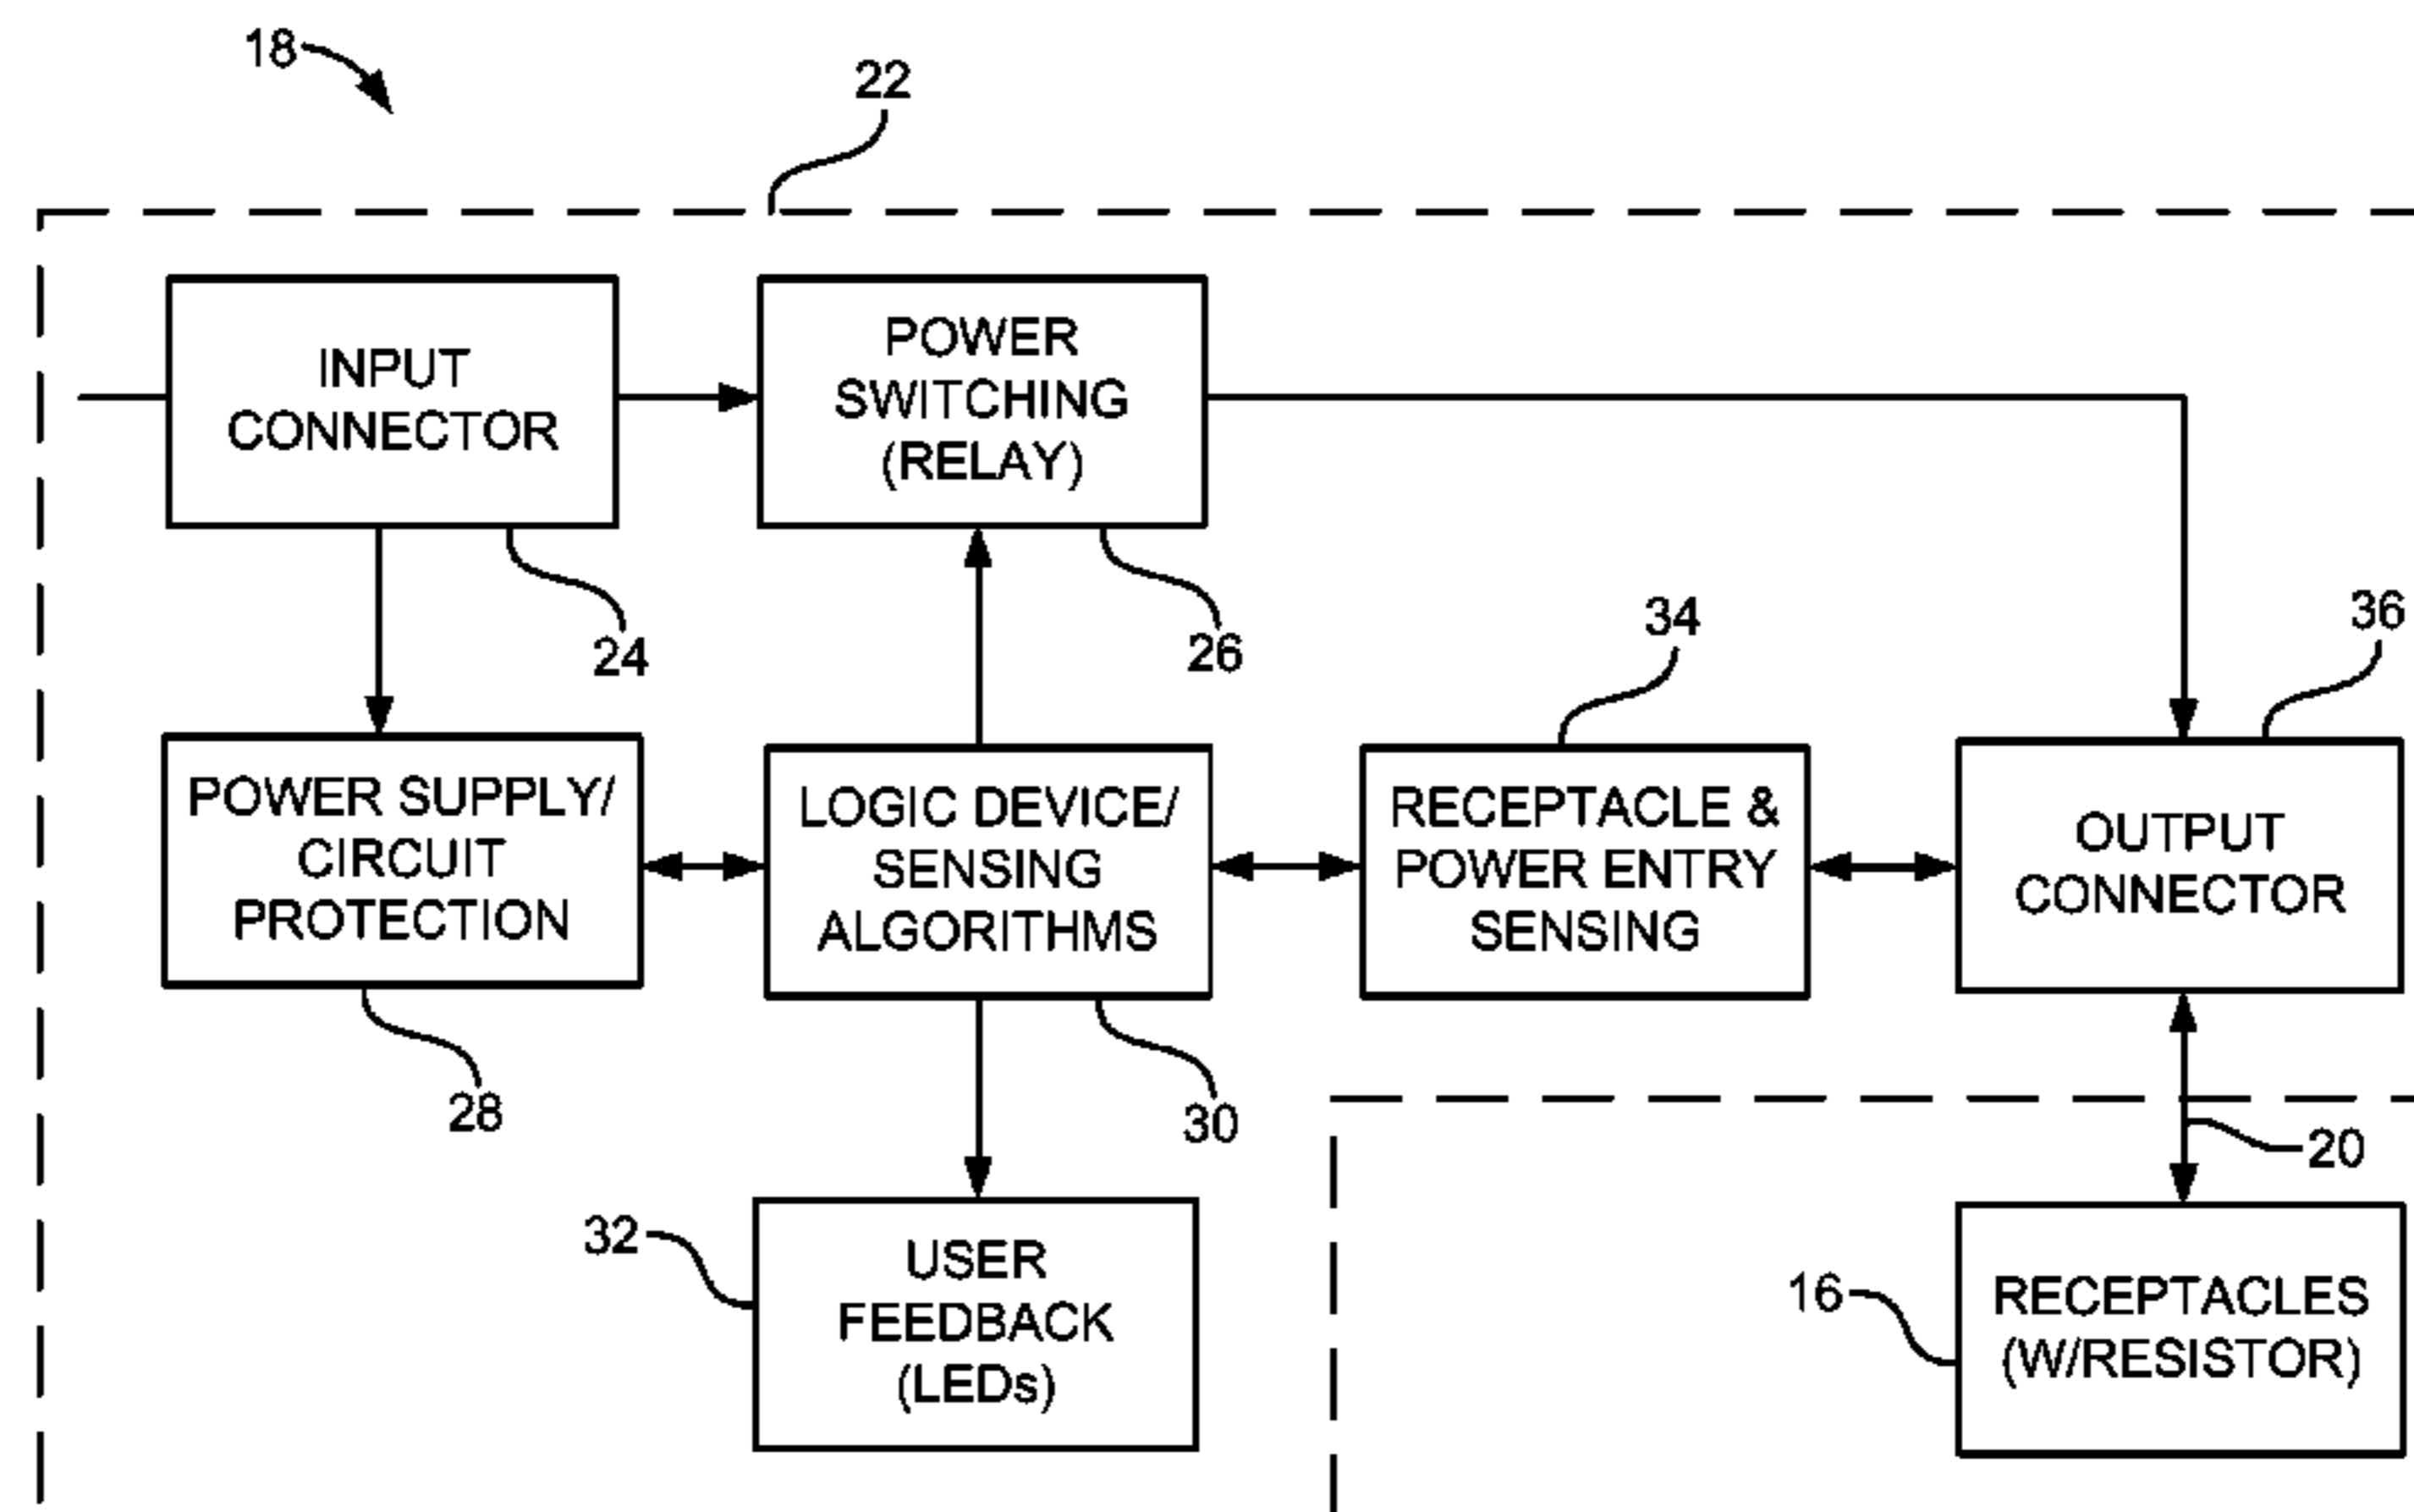 18
22
INPUT
CONNECTOR
24
POWER
SWITCHING
(RELAY)
26
34
36
POWER SUPPLY/
CIRCUIT
PROTECTION
28
LOGIC DEVICE/
SENSING
ALGORITHMS
30
RECEPTACLE &
POWER ENTRY
SENSING
OUTPUT
CONNECTOR
20
32
USER
FEEDBACK
(LEDs)
16
RECEPTACLES
(W/RESISTOR)